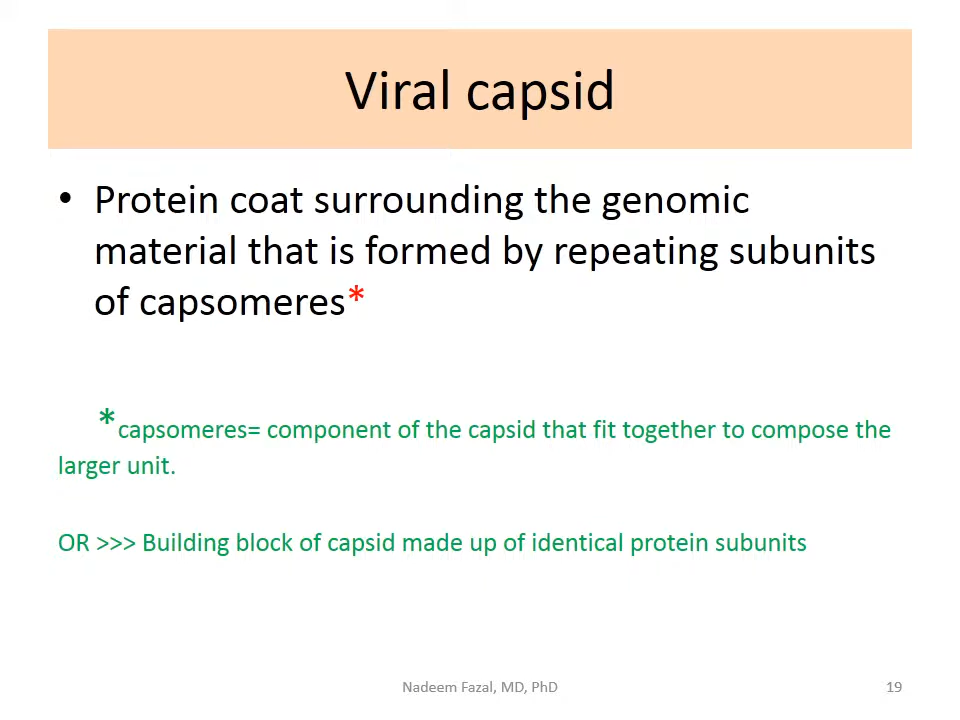 Viral capsid
• Protein coat surrounding the genomic
material that is formed by repeating subunits
of capsomeres*
*capsomeres= component of the capsid that fit together to compose the
larger unit.
OR >>> Building block of capsid made up of identical protein subunits
Nadeem Fazal, MD, PhD
19